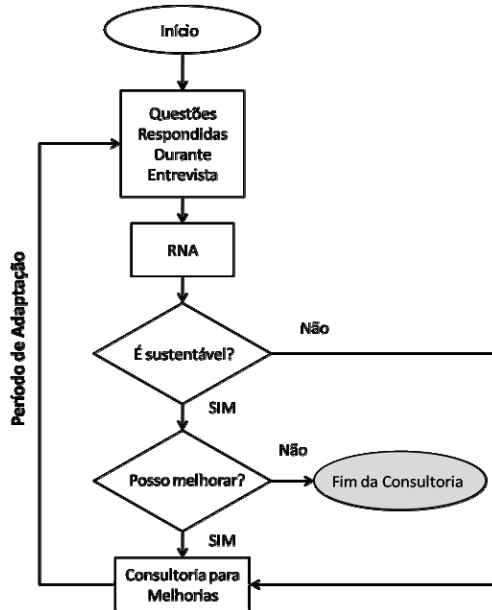 Início
Questões
Respondidas
Durante
Entrevista
RNA
Período de Adaptação
É sustentável?
Não
SIM
Posso melhorar?
Não
Fim da Consultoria
SIM
Consultoria para
Melhorias